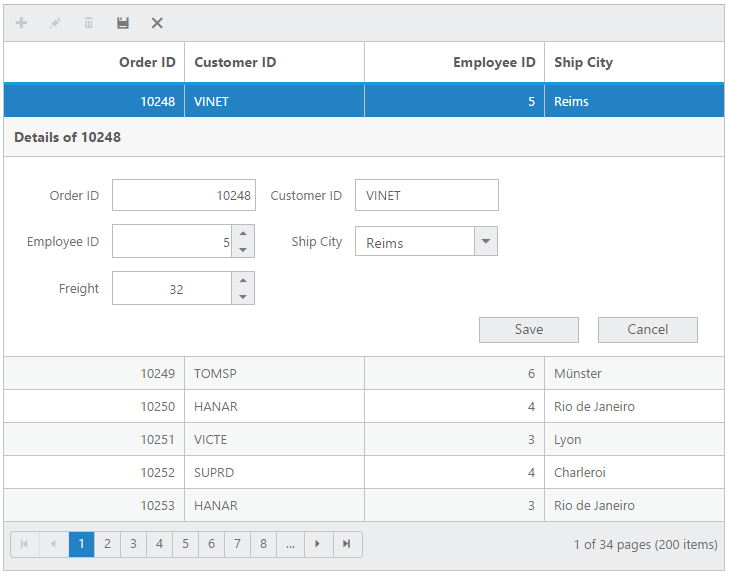 Order ID Customer ID Employee ID Ship City
10248 VINET 5 Reims
Details of 10248
Order ID 10248 Customer ID VINET
Employee ID 5 Ship City Reims
Freight 32
Save Cancel
10249 TOMSP 6 Münster
10250 HANAR 4 Rio de Janeiro
10251 VICTE 3 Lyon
10252 SUPRD 4 Charleroi
10253 HANAR 3 Rio de Janeiro
1 2 3 4 5 6 7 8 ... 1 of 34 pages (200 items)